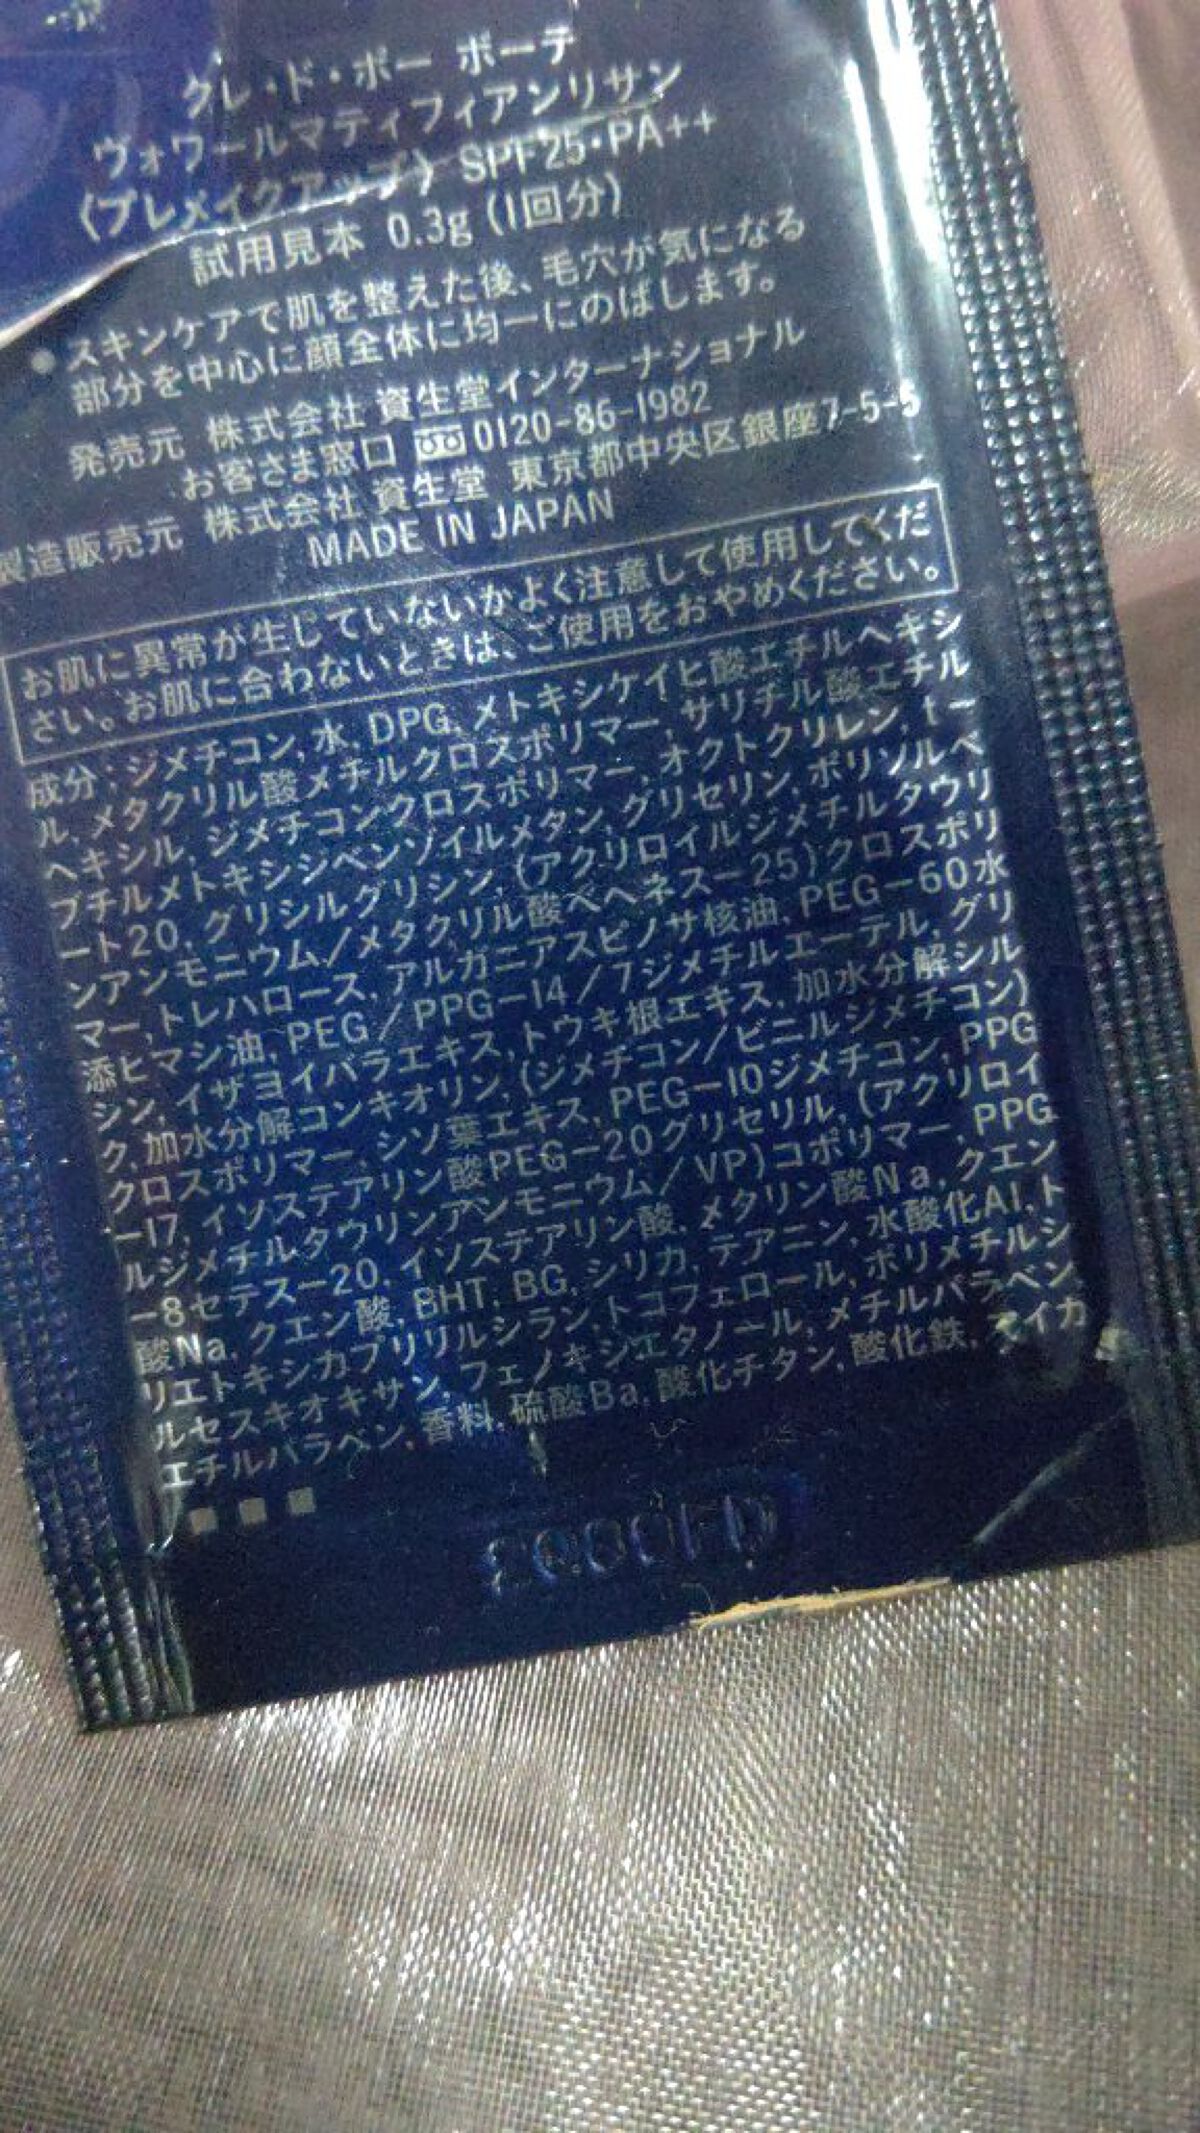 クレ・ド・ポー ボーテ
ヴォワールマティフィアンリサン
〈プレメイクアップ〉 SPF25・PA++
試用見本 0.3g (1回分)
●スキンケアで肌を整えた後、毛穴が気になる
部分を中心に顔全体に均一にのばします。
発売元 株式会社 資生堂インターナショナル
お客さま窓口 0120-86-1982
製造販売元 株式会社 資生堂 東京都中央区銀座7-5-5
MADE IN JAPAN
お肌に異常が生じていないかよく注意して使用してくだ
さい。お肌に合わないときは、ご使用をおやめください。
成分：ジメチコン, 水, DPG, メトキシケイヒ酸エチルヘキシ
ル, メタクリル酸メチルクロスポリマー, サリチル酸エチル
ヘキシル, ジメチコンクロスポリマー, オクトクリレン, t-
ブチルメトキシジベンゾイルメタン, グリセリン, ポリソルベ
ート20, グリシルグリシン, (アクリロイルジメチルタウリ
ンアンモニウム/メタクリル酸ベヘネス-25)クロスポリ
マー, トレハロース, アルガニアスピノサ核油, PEG-60水
添ヒマシ油, PEG/PPG-14/7ジメチルエーテル, グリ
シン, イザヨイバラエキス, トウキ根エキス, 加水分解シル
ク, 加水分解コンキオリン, (ジメチコン/ビニルジメチコン)
クロスポリマー, シソ葉エキス, PEG-10ジメチコン, PPG
-17, イソステアリン酸PEG-20グリセリル, (アクリロイ
ルジメチルタウリンアンモニウム/VP)コポリマー, PPG
-8セテス-20, イソステアリン酸, メタリン酸Na, クエン
酸Na, クエン酸, BHT, BG, シリカ, テアニン, 水酸化Al, ト
リエトキシカプリリルシラン, トコフェロール, ポリメチルシ
ルセスキオキサン, フェノキシエタノール, メチルパラベン,
エチルパラベン, 香料, 硫酸Ba, 酸化チタン, 酸化鉄, マイカ